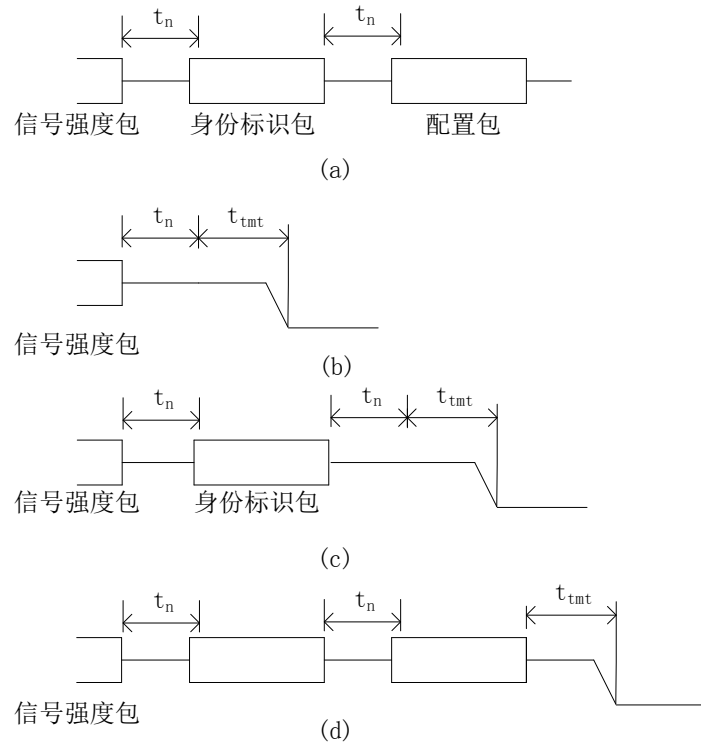 tn tn
信号强度包 身份标识包 配置包
(a)
tn ttmt
信号强度包
(b)
tn tn ttmt
信号强度包 身份标识包
(c)
tn tn ttmt
信号强度包
(d)